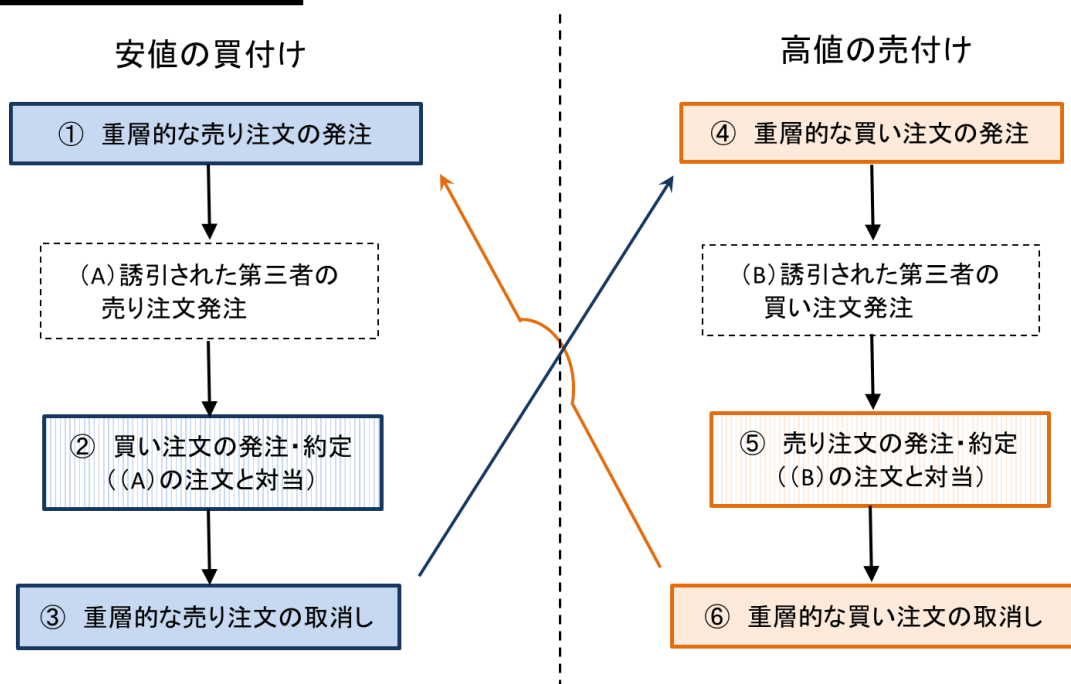 安値の買付け
① 重層的な売り注文の発注
（A）誘引された第三者の
売り注文発注
② 買い注文の発注・約定
（（A）の注文と対当）
③ 重層的な売り注文の取消し
高値の売付け
④ 重層的な買い注文の発注
（B）誘引された第三者の
買い注文発注
⑤ 売り注文の発注・約定
（（B）の注文と対当）
⑥ 重層的な買い注文の取消し